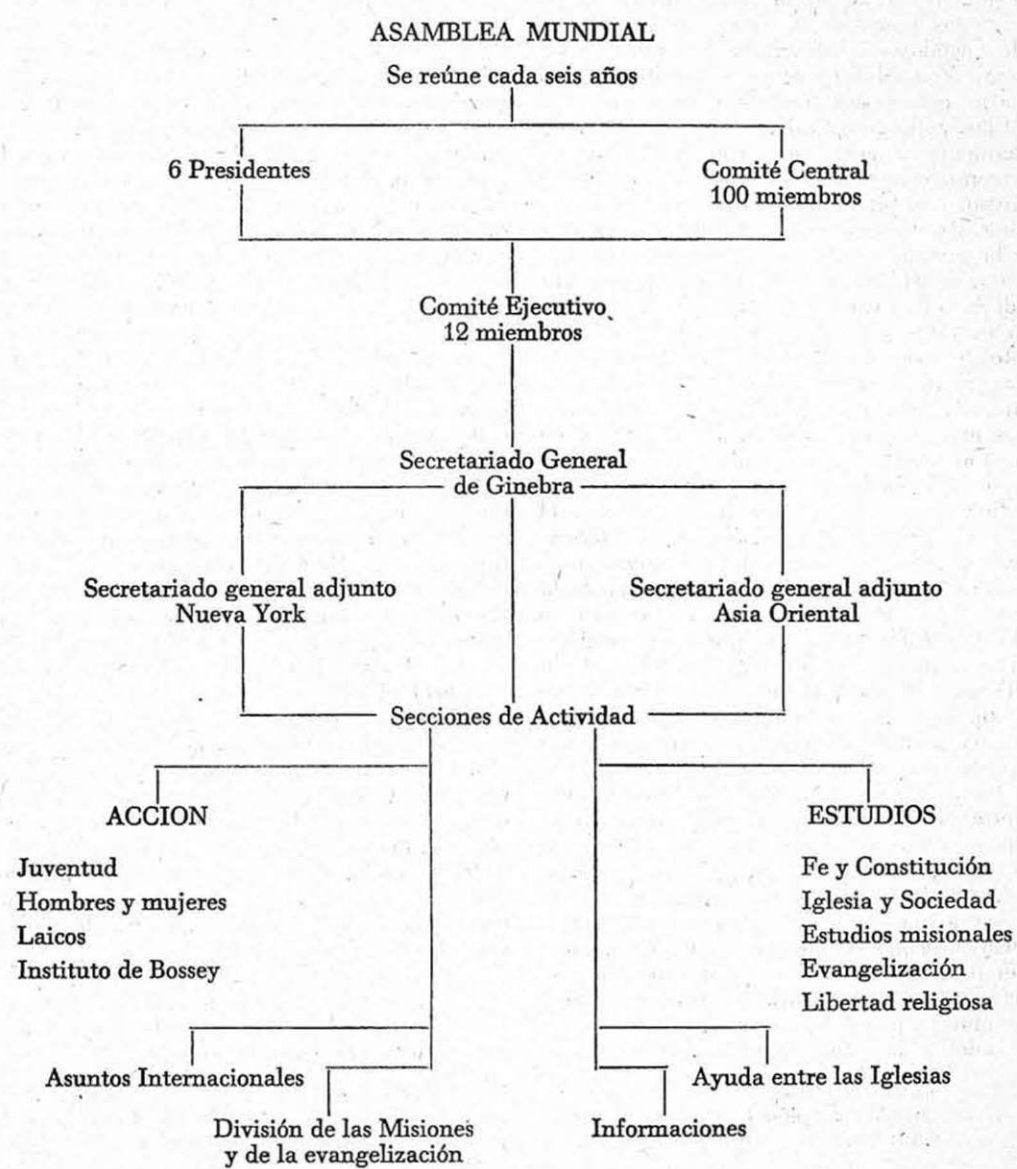 ASAMBLEA MUNDIAL
Se reúne cada seis años
6 Presidentes
Comité Central
100 miembros
Comité Ejecutivo
12 miembros
Secretariado General
de Ginebra
Secretariado general adjunto
Nueva York
Secretariado general adjunto
Asia Oriental
Secciones de Actividad
ACCION
Juventud
Hombres y mujeres
Laicos
Instituto de Bossey
ESTUDIOS
Fe y Constitución
Iglesia y Sociedad
Estudios misionales
Evangelización
Libertad religiosa
Asuntos Internacionales
Ayuda entre las Iglesias
División de las Misiones
y de la evangelización
Informaciones